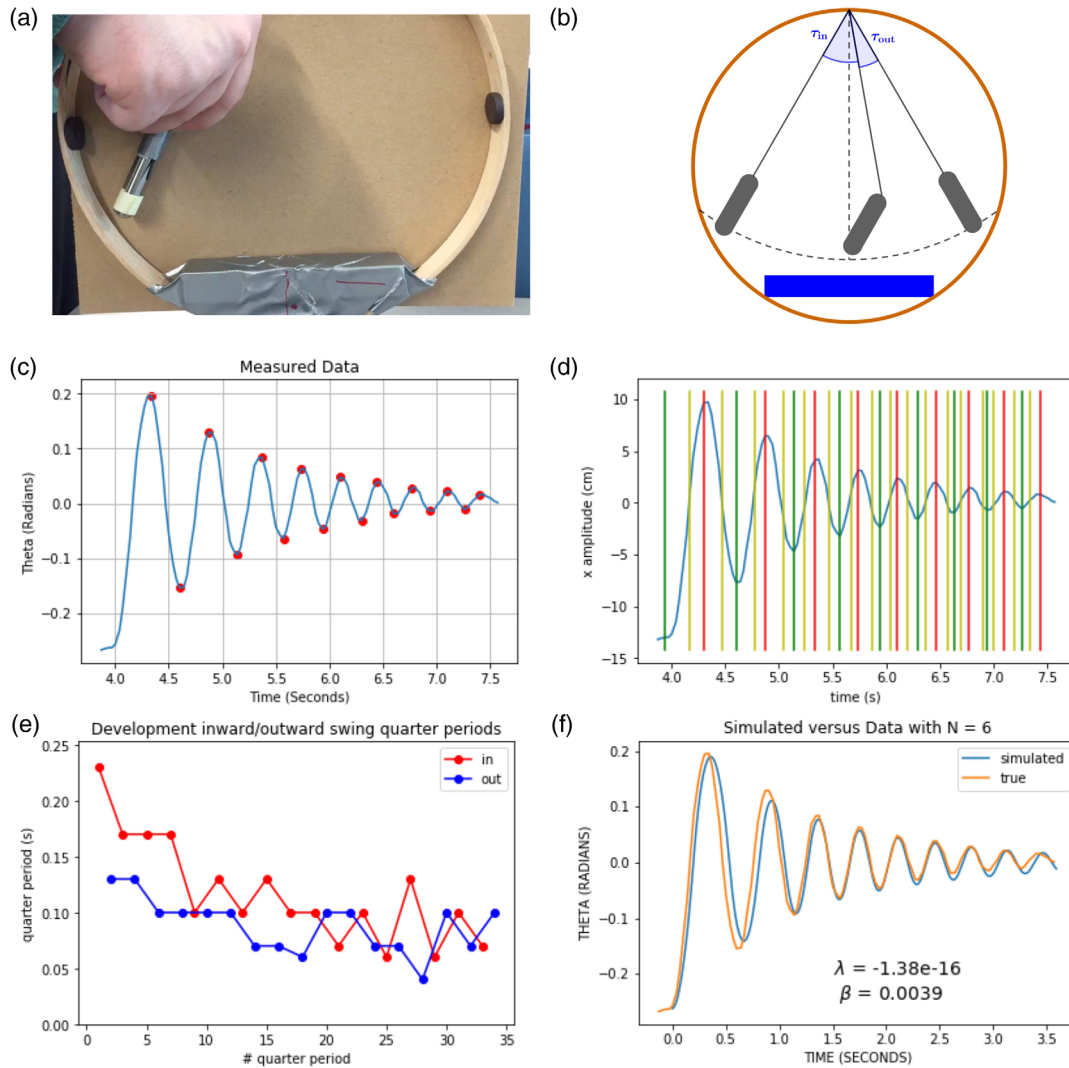 (a)
(b)
τin
τout
(c)
Measured Data
0.2
0.1
0.0
−0.1
−0.2
Theta (Radians)
4.0 4.5 5.0 5.5 6.0 6.5 7.0 7.5
Time (Seconds)
(d)
10
5
0
−5
−10
−15
x amplitude (cm)
4.0 4.5 5.0 5.5 6.0 6.5 7.0 7.5
time (s)
(e)
Development inward/outward swing quarter periods
in
out
0.25
0.20
0.15
0.10
0.05
0.00
quarter period (s)
0 5 10 15 20 25 30 35
# quarter period
(f)
Simulated versus Data with N = 6
simulated
true
0.2
0.1
0.0
−0.1
−0.2
THETA (RADIANS)
λ = -1.38e-16
β = 0.0039
0.0 0.5 1.0 1.5 2.0 2.5 3.0 3.5
TIME (SECONDS)